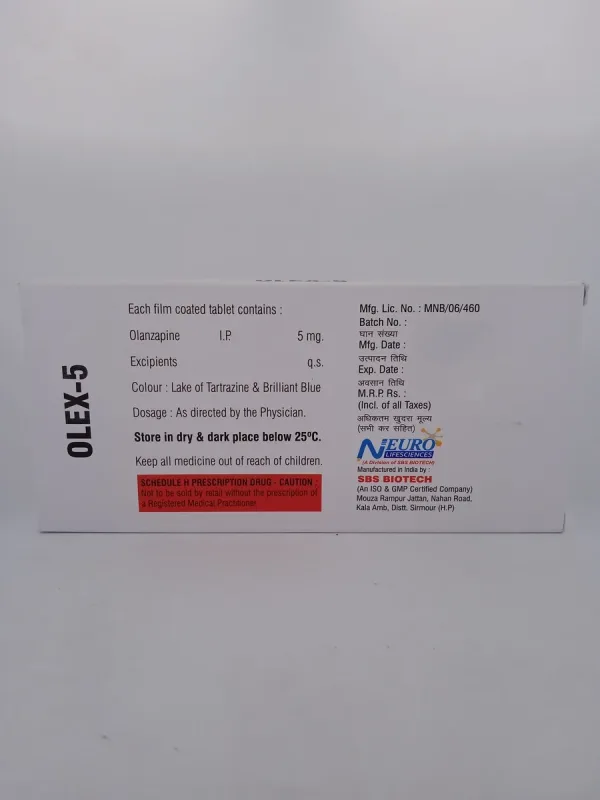 OLEX-5
Each film coated tablet contains :
Olanzapine I.P. 5 mg.
Excipients q.s.
Colour : Lake of Tartrazine & Brilliant Blue
Dosage : As directed by the Physician.
Store in dry & dark place below 25ºC.
Keep all medicine out of reach of children.
SCHEDULE H PRESCRIPTION DRUG - CAUTION :
Not to be sold by retail without the prescription of
a Registered Medical Practitioner.
Mfg. Lic. No. : MNB/06/460
Batch No. :
घान संख्या
Mfg. Date :
उत्पादन तिथि
Exp. Date :
अवसान तिथि
M.R.P. Rs. :
(Incl. of all Taxes)
अधिकतम खुदरा मूल्य
(सभी कर सहित)
NEURO
LIFESCIENCES
(A Division of SBS BIOTECH)
Manufactured in India by :
SBS BIOTECH
(An ISO & GMP Certified Company)
Mouza Rampur Jattan, Nahan Road,
Kala Amb, Distt. Sirmour (H.P)